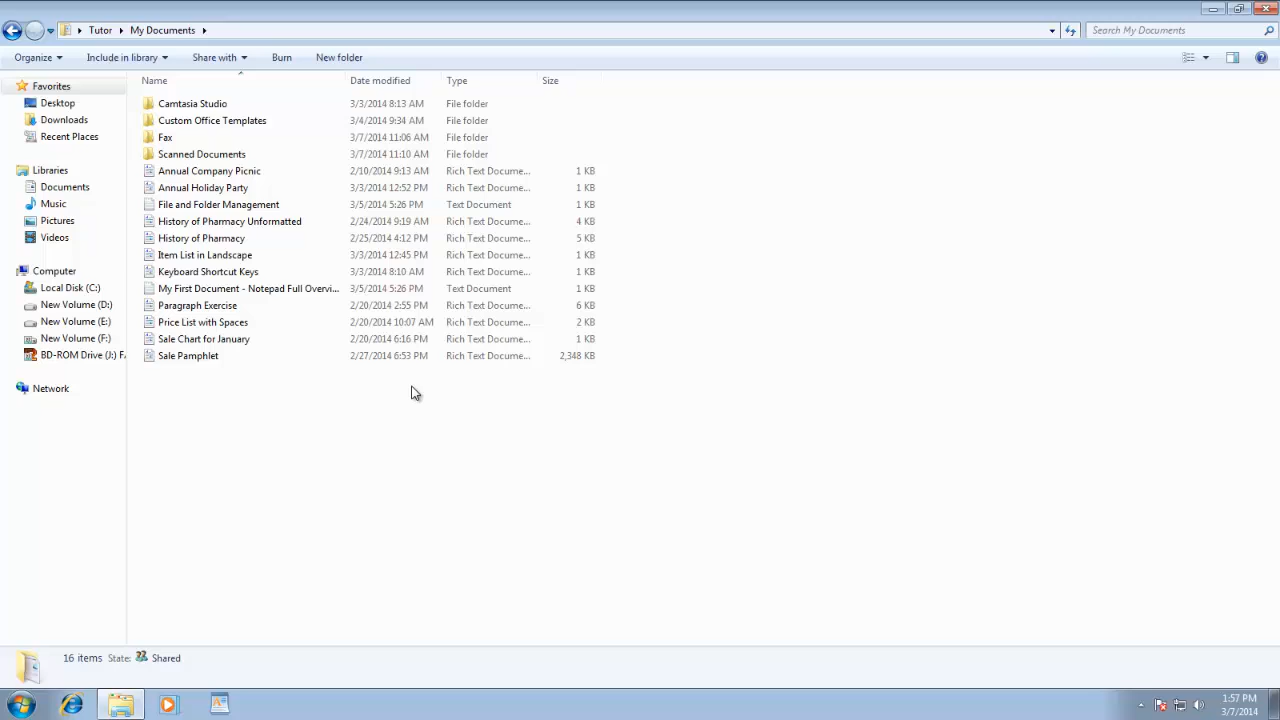 Tutor My Documents Search My Documents
Organize Include in library Share with Burn New folder
Favorites
Desktop
Downloads
Recent Places
Libraries
Documents
Music
Pictures
Videos
Computer
Local Disk (C:)
New Volume (D:)
New Volume (E:)
New Volume (F:)
BD-ROM Drive (J:) F
Network
Name Date modified Type Size
Camtasia Studio 3/3/2014 8:13 AM File folder
Custom Office Templates 3/4/2014 9:34 AM File folder
Fax 3/7/2014 11:06 AM File folder
Scanned Documents 3/7/2014 11:10 AM File folder
Annual Company Picnic 2/10/2014 9:13 AM Rich Text Docume... 1 KB
Annual Holiday Party 3/3/2014 12:52 PM Rich Text Docume... 1 KB
File and Folder Management 3/5/2014 5:26 PM Text Document 1 KB
History of Pharmacy Unformatted 2/24/2014 9:19 AM Rich Text Docume... 4 KB
History of Pharmacy 2/25/2014 4:12 PM Rich Text Docume... 5 KB
Item List in Landscape 3/3/2014 12:45 PM Rich Text Docume... 1 KB
Keyboard Shortcut Keys 3/3/2014 8:10 AM Rich Text Docume... 1 KB
My First Document - Notepad Full Overvi... 3/5/2014 5:26 PM Text Document 1 KB
Paragraph Exercise 2/20/2014 2:55 PM Rich Text Docume... 6 KB
Price List with Spaces 2/20/2014 10:07 AM Rich Text Docume... 2 KB
Sale Chart for January 2/20/2014 6:16 PM Rich Text Docume... 1 KB
Sale Pamphlet 2/27/2014 6:53 PM Rich Text Docume... 2,348 KB
16 items State: Shared
1:57 PM
3/7/2014